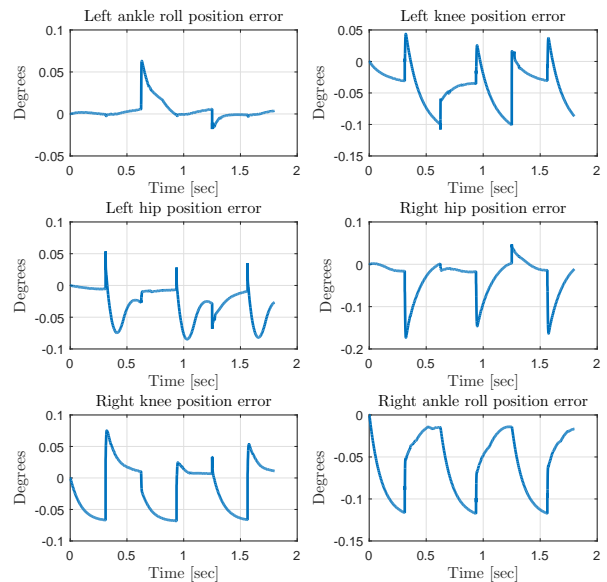 Left ankle roll position error
Left knee position error
0.1
0.05
0
-0.05
Degrees
0 0.5 1 1.5 2
Time [sec]
0.05
0
-0.05
-0.1
-0.15
Degrees
0 0.5 1 1.5 2
Time [sec]
Left hip position error
Right hip position error
0.1
0.05
0
-0.05
-0.1
Degrees
0 0.5 1 1.5 2
Time [sec]
0.1
0
-0.1
-0.2
Degrees
0 0.5 1 1.5 2
Time [sec]
Right knee position error
Right ankle roll position error
0.1
0.05
0
-0.05
-0.1
Degrees
0 0.5 1 1.5 2
Time [sec]
0
-0.05
-0.1
-0.15
Degrees
0 0.5 1 1.5 2
Time [sec]